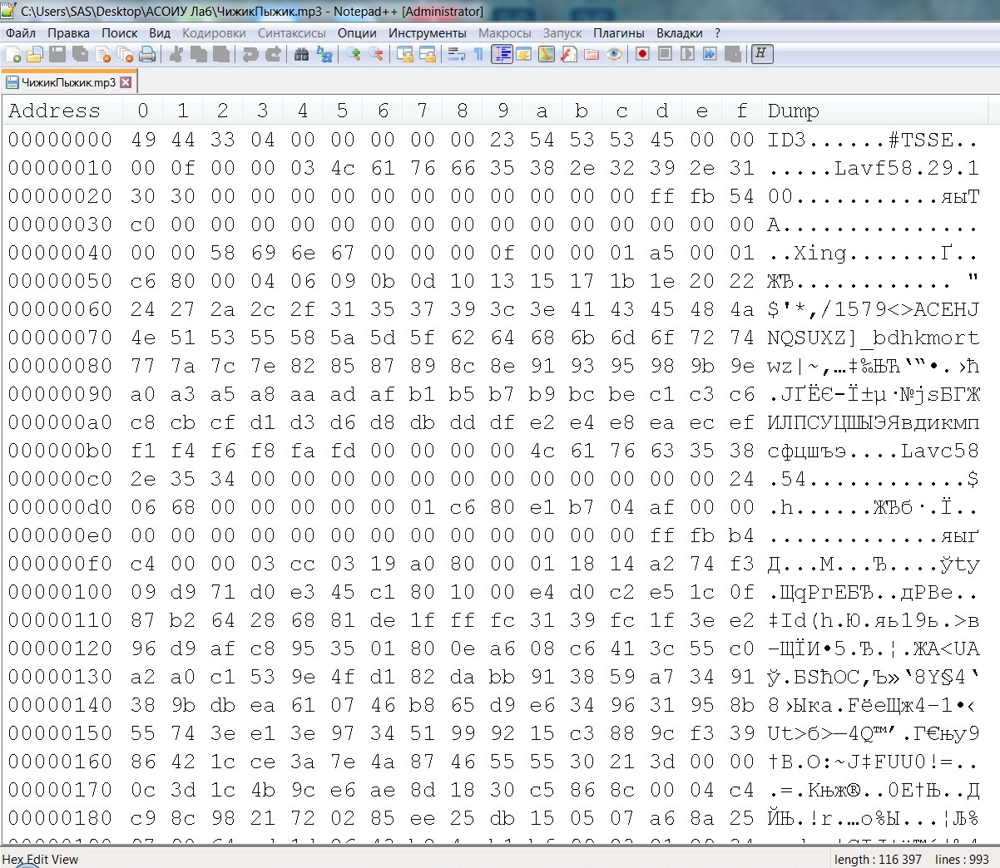 C:\Users\SAS\Desktop\АСОИУ Лаб\ЧижикПыжик.mp3 - Notepad++ [Administrator]
Файл Правка Поиск Вид Кодировки Синтаксисы Опции Инструменты Макросы Запуск Плагины Вкладки ?
H
ЧижикПыжик.mp3
Address 0 1 2 3 4 5 6 7 8 9 a b c d e f Dump
00000000 49 44 33 04 00 00 00 00 00 23 54 53 53 45 00 00 ID3......#TSSE..
00000010 00 0f 00 00 03 4c 61 76 66 35 38 2e 32 39 2e 31 .....Lavf58.29.1
00000020 30 30 00 00 00 00 00 00 00 00 00 00 00 ff fb 54 00...........яыT
00000030 c0 00 00 00 00 00 00 00 00 00 00 00 00 00 00 00 А...............
00000040 00 00 58 69 6e 67 00 00 00 0f 00 00 01 a5 00 01 ..Xing.......Ґ..
00000050 c6 80 00 04 06 09 0b 0d 10 13 15 17 1b 1e 20 22 ЖЂ............ "
00000060 24 27 2a 2c 2f 31 35 37 39 3c 3e 41 43 45 48 4a $'*,/1579<>ACEHJ
00000070 4e 51 53 55 58 5a 5d 5f 62 64 68 6b 6d 6f 72 74 NQSUXZ]_bdhkmort
00000080 77 7a 7c 7e 82 85 87 89 8c 8e 91 93 95 98 9b 9e wz|~‚…‡‰ЊЋ‘“•.›ћ
00000090 a0 a3 a5 a8 aa ad af b1 b5 b7 b9 bc be c1 c3 c6 .ЈҐЁЄ-Ї±µ·№јѕБГЖ
000000a0 c8 cb cf d1 d3 d6 d8 db dd df e2 e4 e8 ea ec ef ИЛПСУЦШЫЭЯвдикмп
000000b0 f1 f4 f6 f8 fa fd 00 00 00 00 4c 61 76 63 35 38 сфцшъэ....Lavc58
000000c0 2e 35 34 00 00 00 00 00 00 00 00 00 00 00 00 24 .54............$
000000d0 06 68 00 00 00 00 00 01 c6 80 e1 b7 04 af 00 00 .h......ЖЂб·.Ї..
000000e0 00 00 00 00 00 00 00 00 00 00 00 00 00 ff fb b4 .............яыґ
000000f0 c4 00 00 03 cc 03 19 a0 80 00 01 18 14 a2 74 f3 Д...М...Ђ....ўtу
00000100 09 d9 71 d0 e3 45 c1 80 10 00 e4 d0 c2 e5 1c 0f .ЩqРгEБЂ..дРВе..
00000110 87 b2 64 28 68 81 de 1f ff fc 31 39 fc 1f 3e e2 ‡Іd(h.Ю.яь19ь.>в
00000120 96 d9 af c8 95 35 01 80 0e a6 08 c6 41 3c 55 c0 –ЩЇИ•5.Ђ.¦.ЖA<UА
00000130 a2 a0 c1 53 9e 4f d1 82 da bb 91 38 59 a7 34 91 ў.БSћOС‚Ъ»‘8Y§4‘
00000140 38 9b db ea 61 07 46 b8 65 d9 e6 34 96 31 95 8b 8›Ыкa.FёeЩж4–1•‹
00000150 55 74 3e e1 3e 97 34 51 99 92 15 c3 88 9c f3 39 Ut>б>—4Q™’.Г€њу9
00000160 86 42 1c ce 3a 7e 4a 87 46 55 55 30 21 3d 00 00 †B.О:~J‡FUU0!=..
00000170 0c 3d 1c 4b 9c e6 ae 8d 18 30 c5 86 8c 00 04 c4 .=.Kњж®..0Е†Њ..Д
00000180 c9 8c 98 21 72 02 85 ee 25 db 15 05 07 a6 8a 25 ЙЊ.!r.…о%Ы...¦Љ%
Hex Edit View length : 116 397 lines : 993